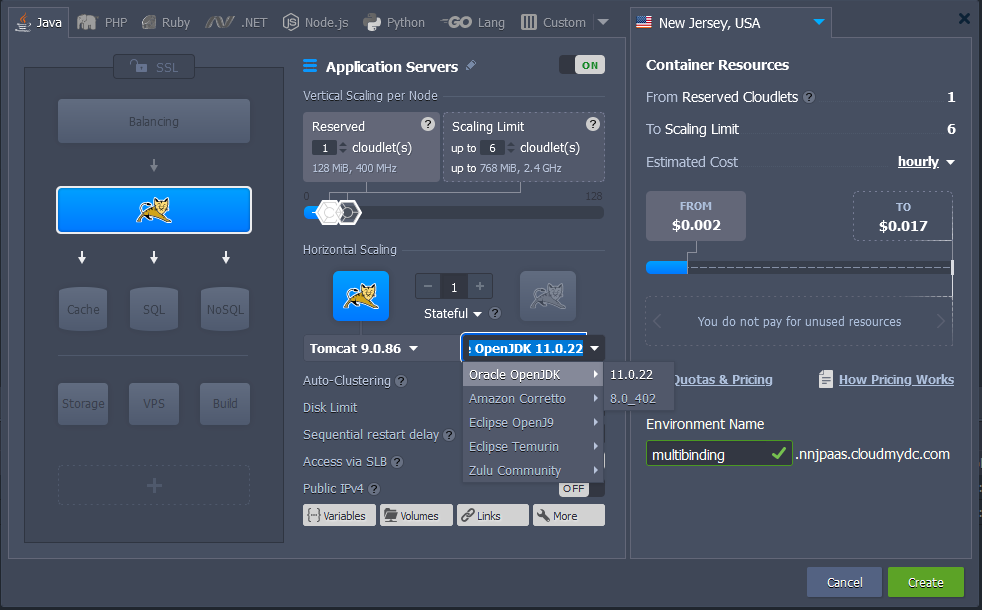 Java PHP Ruby .NET Node.js Python Lang Custom
SSL
Balancing
Cache SQL NoSQL
Storage VPS Build
Application Servers ON
Vertical Scaling per Node
Reserved
1 cloudlet(s)
128 MiB, 400 MHz
Scaling Limit
up to 6 cloudlet(s)
up to 768 MiB, 2.4 GHz
0 128
Horizontal Scaling
1
Stateful
Tomcat 9.0.86
OpenJDK 11.0.22
Oracle OpenJDK 11.0.22
Amazon Corretto 8.0_402
Eclipse OpenJ9
Eclipse Temurin
Zulu Community
Auto-Clustering
Disk Limit
Sequential restart delay
Access via SLB
Public IPv4 OFF
Variables Volumes Links More
New Jersey, USA
Container Resources
From Reserved Cloudlets 1
To Scaling Limit 6
Estimated Cost hourly
FROM
$0.002
TO
$0.017
You do not pay for unused resources
Quotas & Pricing How Pricing Works
Environment Name
multibinding .nnjpaas.cloudmydc.com
Cancel Create